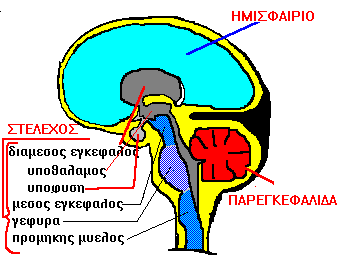 ΗΜΙΣΦΑΙΡΙΟ
ΣΤΕΛΕΧΟΣ
διαμεσος εγκεφαλος
υποθαλαμος
υποφυση
μεσος εγκεφαλος
γεφυρα
προμηκης μυελος
ΠΑΡΕΓΚΕΦΑΛΙΔΑ